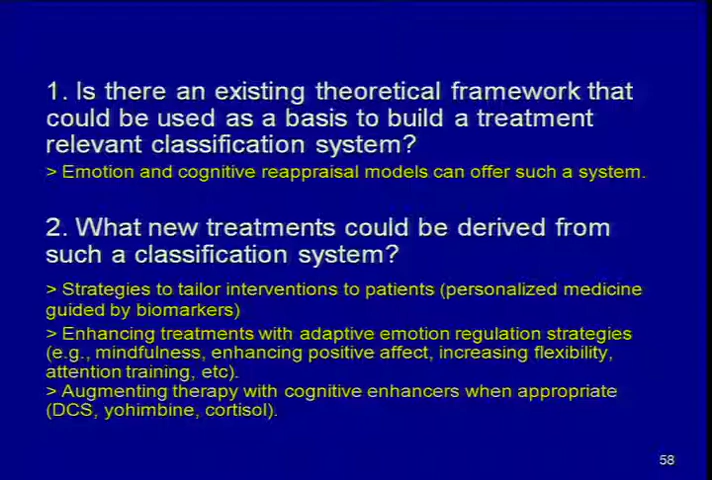 1. Is there an existing theoretical framework that
could be used as a basis to build a treatment
relevant classification system?
> Emotion and cognitive reappraisal models can offer such a system.
2. What new treatments could be derived from
such a classification system?
> Strategies to tailor interventions to patients (personalized medicine
guided by biomarkers)
> Enhancing treatments with adaptive emotion regulation strategies
(e.g., mindfulness, enhancing positive affect, increasing flexibility,
attention training, etc).
> Augmenting therapy with cognitive enhancers when appropriate
(DCS, yohimbine, cortisol).
58